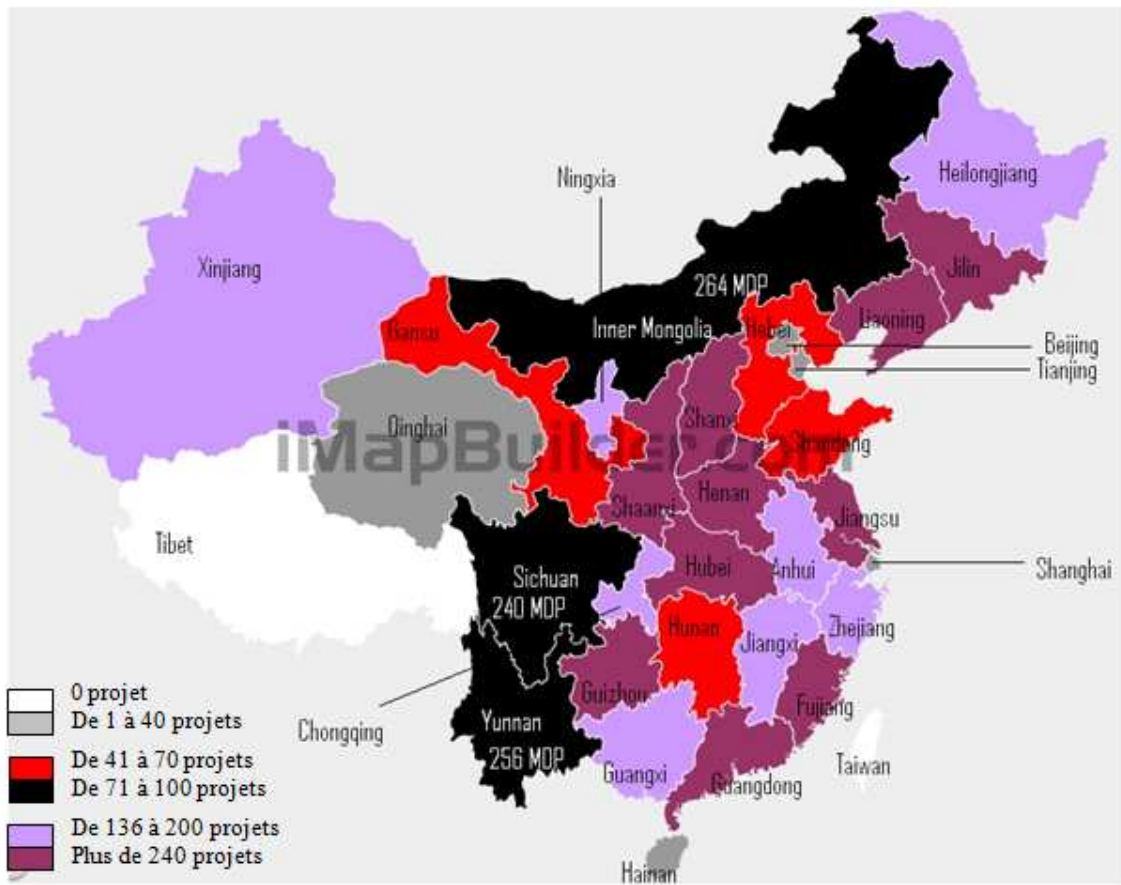 Heilongjiang
Ningxia
Xinjiang
Jilin
264 MDP
Gansu
Inner Mongolia
Hebei
Liaoning
Beijing
Tianjing
Qinghai
Shanxi
Shandong
iMapBuilder.com
Henan
Shaanxi
Jiangsu
Tibet
Hubei
Anhui
Shanghai
Sichuan
240 MDP
Hunan
Zhejiang
Jiangxi
Guizhou
Fujiang
0 projet
De 1 à 40 projets
Chongqing
Yunnan
256 MDP
De 41 à 70 projets
De 71 à 100 projets
Guangxi
Guangdong
Taiwan
De 136 à 200 projets
Plus de 240 projets
Hainan